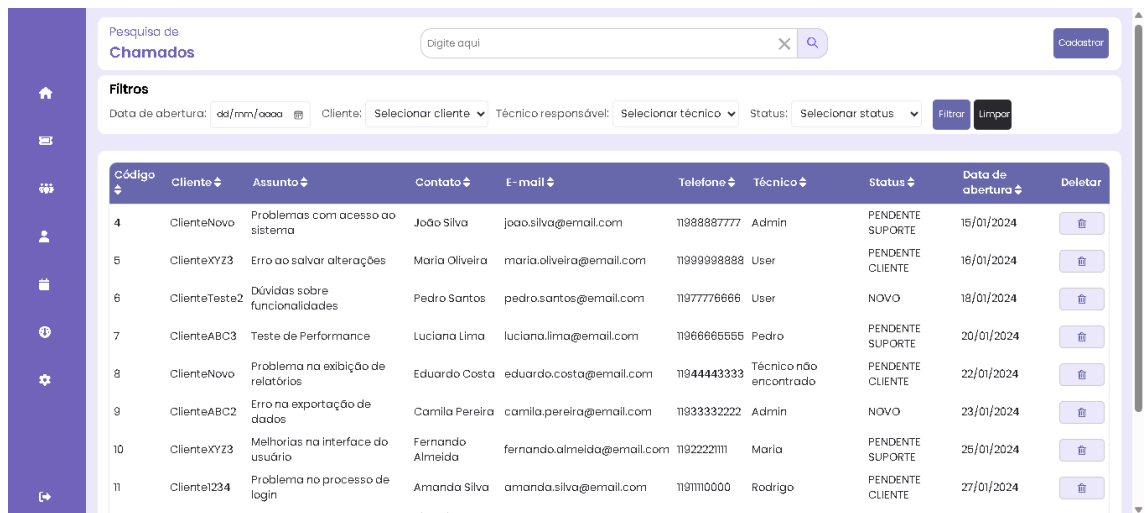 Pesquisa de
Chamados
Digite aqui
Cadastrar
Filtros
Data de abertura: dd/mm/aaaa Cliente: Selecionar cliente Técnico responsável: Selecionar técnico Status: Selecionar status Filtrar Limpar
Código Cliente Assunto Contato E-mail Telefone Técnico Status Data de abertura Deletar
4 ClienteNovo Problemas com acesso ao sistema João Silva joao.silva@email.com 11988887777 Admin PENDENTE SUPORTE 15/01/2024
5 ClienteXYZ3 Erro ao salvar alterações Maria Oliveira maria.oliveira@email.com 11999998888 User PENDENTE CLIENTE 16/01/2024
6 ClienteTeste2 Dúvidas sobre funcionalidades Pedro Santos pedro.santos@email.com 11977776666 User NOVO 18/01/2024
7 ClienteABC3 Teste de Performance Luciana Lima luciana.lima@email.com 11966665555 Pedro PENDENTE SUPORTE 20/01/2024
8 ClienteNovo Problema na exibição de relatórios Eduardo Costa eduardo.costa@email.com 11944443333 Técnico não encontrado PENDENTE CLIENTE 22/01/2024
9 ClienteABC2 Erro na exportação de dados Camila Pereira camila.pereira@email.com 11933332222 Admin NOVO 23/01/2024
10 ClienteXYZ3 Melhorias na interface do usuário Fernando Almeida fernando.almeida@email.com 11922221111 Maria PENDENTE SUPORTE 25/01/2024
11 Cliente1234 Problema no processo de login Amanda Silva amanda.silva@email.com 11911110000 Rodrigo PENDENTE CLIENTE 27/01/2024